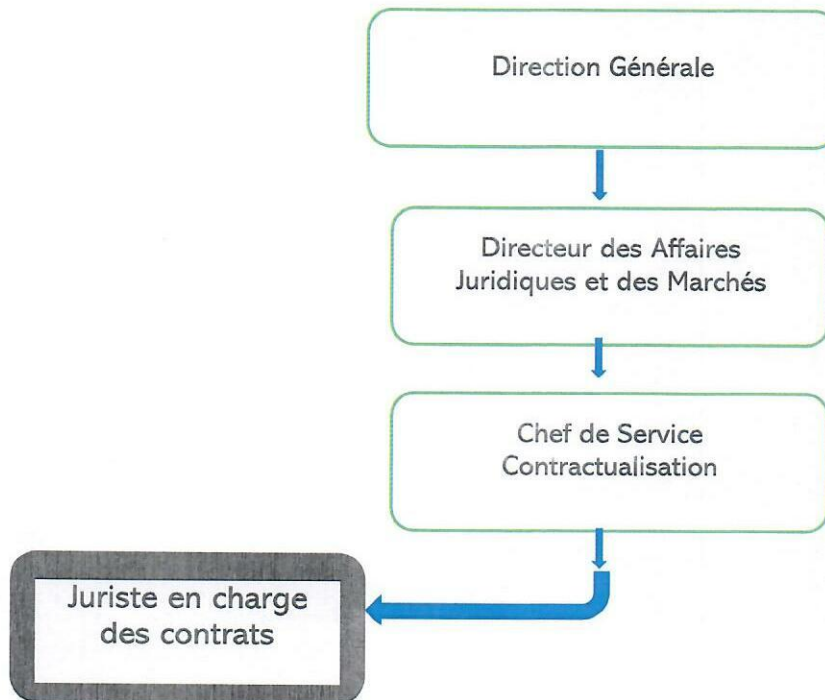 Direction Générale
Directeur des Affaires
Juridiques et des Marchés
Chef de Service
Contractualisation
Juriste en charge
des contrats